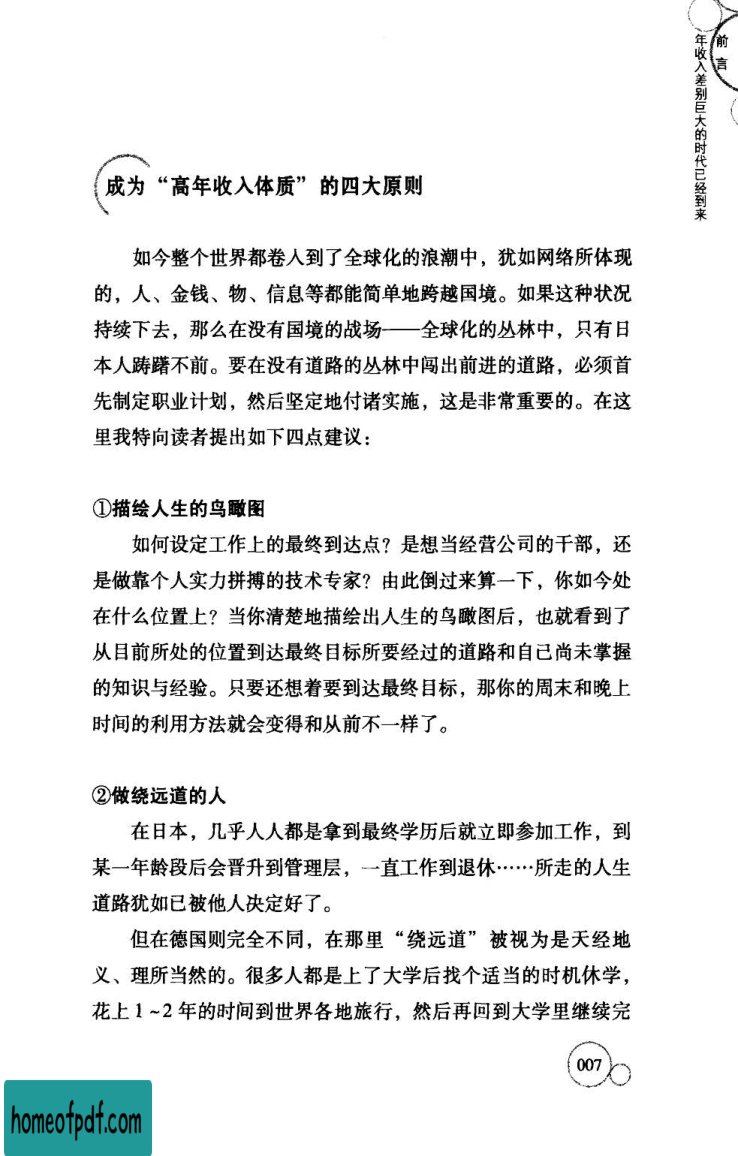 前言
年收入差别巨大的时代已经到来
成为“高年收入体质”的四大原则
如今整个世界都卷人到了全球化的浪潮中，犹如网络所体现
的，人、金钱、物、信息等都能简单地跨越国境。如果这种状况
持续下去，那么在没有国境的战场——全球化的丛林中，只有日
本人踌躇不前。要在没有道路的丛林中闯出前进的道路，必须首
先制定职业计划，然后坚定地付诸实施，这是非常重要的。在这
里我特向读者提出如下四点建议：
①描绘人生的鸟瞰图
如何设定工作上的最终到达点？是想当经营公司的干部，还
是做靠个人实力拼搏的技术专家？由此倒过来算一下，你如今处
在什么位置上？当你清楚地描绘出人生的鸟瞰图后，也就看到了
从目前所处的位置到达最终目标所要经过的道路和自己尚未掌握
的知识与经验。只要还想着要到达最终目标，那你的周末和晚上
时间的利用方法就会变得和从前不一样了。
②做绕远道的人
在日本，几乎人人都是拿到最终学历后就立即参加工作，到
某一年龄段后会晋升到管理层，一直工作到退休……所走的人生
道路犹如已被他人决定好了。
但在德国则完全不同，在那里“绕远道”被视为是天经地
义、理所当然的。很多人都是上了大学后找个适当的时机休学，
花上1~2年的时间到世界各地旅行，然后再回到大学里继续完
007
homeofpdf.com